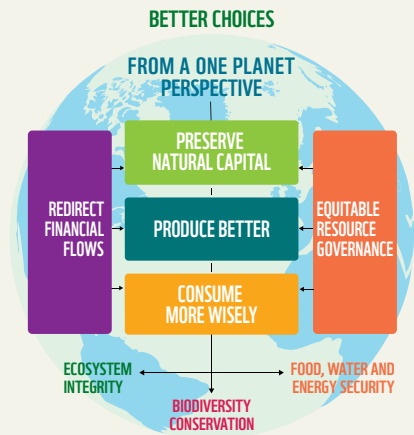 BETTER CHOICES
FROM A ONE PLANET
PERSPECTIVE
PRESERVE
NATURAL CAPITAL
REDIRECT
FINANCIAL
FLOWS
PRODUCE BETTER
EQUITABLE
RESOURCE
GOVERNANCE
CONSUME
MORE WISELY
ECOSYSTEM
INTEGRITY
BIODIVERSITY
CONSERVATION
FOOD, WATER AND
ENERGY SECURITY